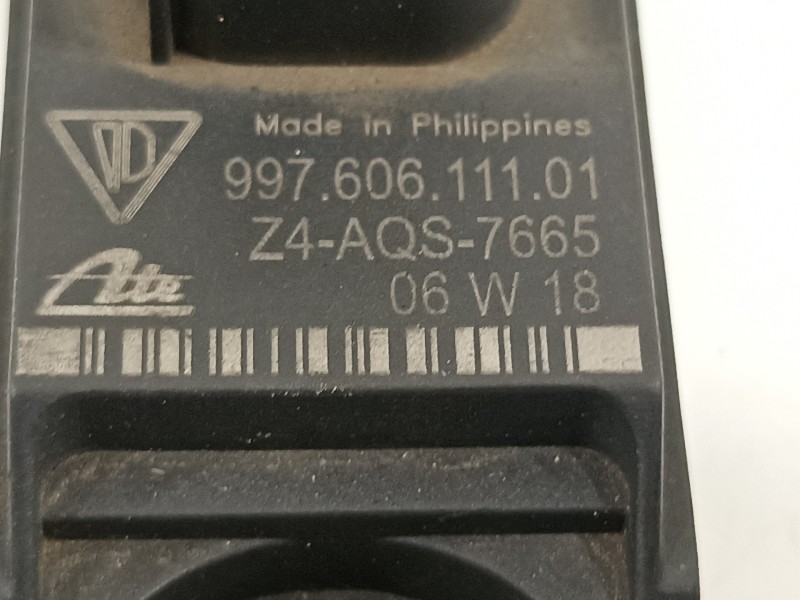 Made in Philippines
997.606.111.01
Z4-AQS-7665
Ate
06 W 18